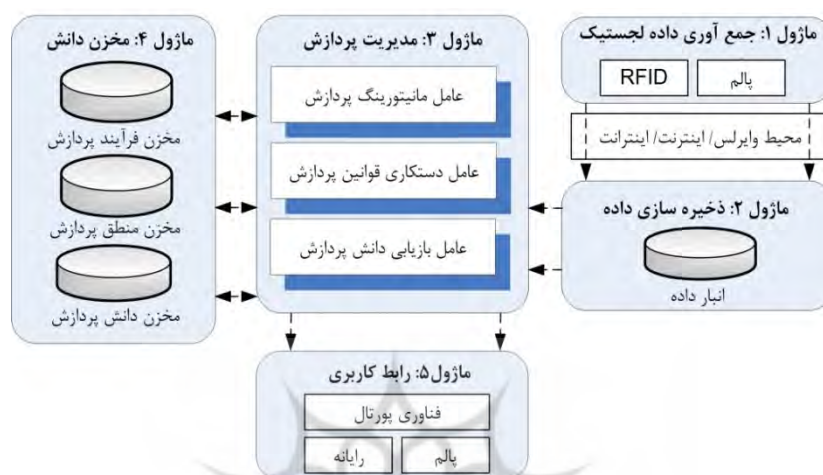 ماژول ۱: جمع آوری داده لجستیک
پالم
RFID
محیط وایرلس/ اینترنت/ اینترانت
ماژول ۲: ذخیره سازی داده
انبار داده
ماژول ۳: مدیریت پردازش
عامل مانیتورینگ پردازش
عامل دستکاری قوانین پردازش
عامل بازیابی دانش پردازش
ماژول ۴: مخزن دانش
مخزن فرآیند پردازش
مخزن منطق پردازش
مخزن دانش پردازش
ماژول۵: رابط کاربری
فناوری پورتال
پالم
رایانه